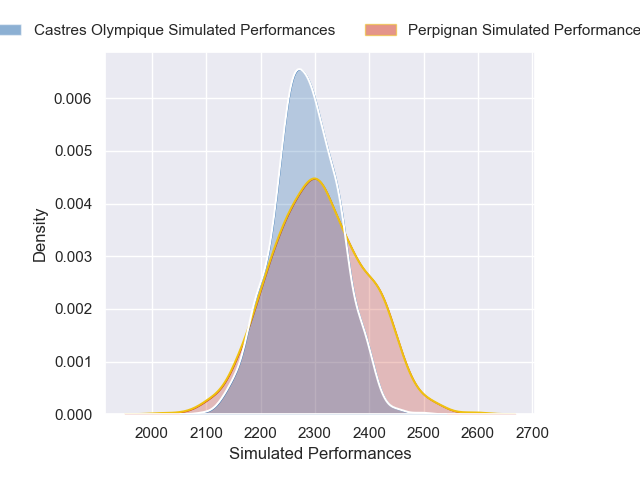 Castres Olympique Simulated Performances
Perpignan Simulated Performance
0.006
0.005
0.004
0.003
0.002
0.001
0.000
Density
2000 2100 2200 2300 2400 2500 2600 2700
Simulated Performances